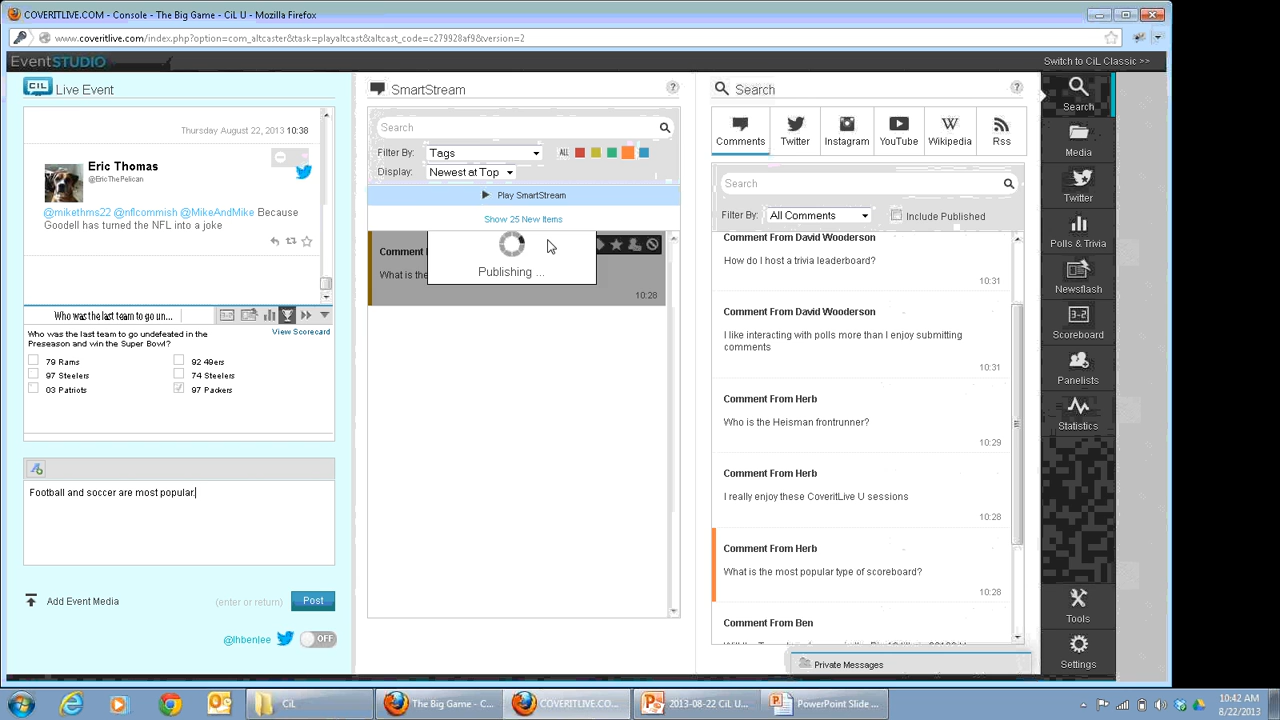 COVERITLIVE.COM - Console - The Big Game - CiL U - Mozilla Firefox
www.coveritlive.com/index.php?option=com_altcaster&task=playaltcast&altcast_code=c279928af9&version=2
EventSTUDIO
Switch to CiL Classic >>
CiL Live Event
Thursday August 22, 2013 10:38
Eric Thomas
@EricThePelican
@mikethms22 @nflcommish @MikeAndMike Because
Goodell has turned the NFL into a joke
Who was the last team to go un...
Who was the last team to go undefeated in the
Preseason and win the Super Bowl?
View Scorecard
79 Rams
92 49ers
97 Steelers
74 Steelers
03 Patriots
97 Packers
Football and soccer are most popular.
Add Event Media
(enter or return)
Post
@lhbenlee
OFF
SmartStream
?
Search
Filter By:
Tags
All
Display:
Newest at Top
Play SmartStream
Show 25 New Items
Comment
What is the
Publishing ...
10:28
Search
?
Comments
Twitter
Instagram
YouTube
W
Wikipedia
Rss
Search
Filter By:
All Comments
Include Published
Comment From David Wooderson
How do I host a trivia leaderboard?
10:31
Comment From David Wooderson
I like interacting with polls more than I enjoy submitting
comments
10:31
Comment From Herb
Who is the Heisman frontrunner?
10:29
Comment From Herb
I really enjoy these CoveritLive U sessions
10:28
Comment From Herb
What is the most popular type of scoreboard?
10:28
Comment From Ben
Private Messages
Search
Media
Twitter
Polls & Trivia
Newsflash
3-2
Scoreboard
Panelists
Statistics
Tools
Settings
CiL
The Big Game - C...
COVERITLIVE.CO...
2013-08-22 CiL U...
PowerPoint Slide ...
10:42 AM
8/22/2013